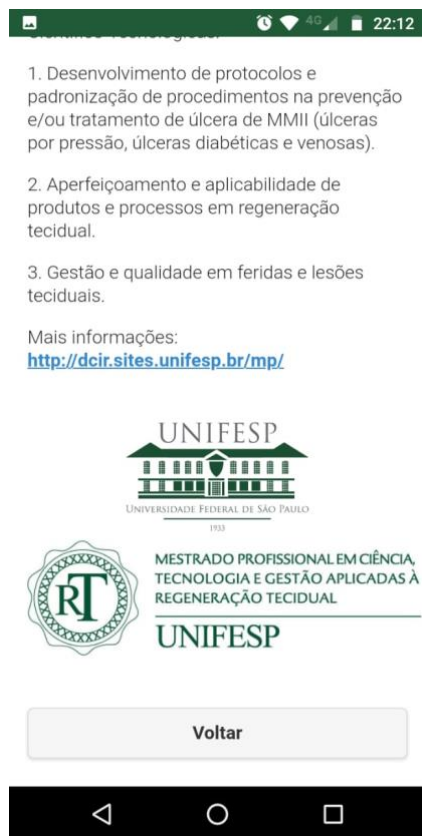 4G 22:12
1. Desenvolvimento de protocolos e
padronização de procedimentos na prevenção
e/ou tratamento de úlcera de MMII (úlceras
por pressão, úlceras diabéticas e venosas).
2. Aperfeiçoamento e aplicabilidade de
produtos e processos em regeneração
tecidual.
3. Gestão e qualidade em feridas e lesões
teciduais.
Mais informações:
http://dcir.sites.unifesp.br/mp/
UNIFESP
UNIVERSIDADE FEDERAL DE SÃO PAULO
1933
RT
MESTRADO PROFISSIONAL EM CIÊNCIA,
TECNOLOGIA E GESTÃO APLICADAS À
REGENERAÇÃO TECIDUAL
UNIFESP
Voltar